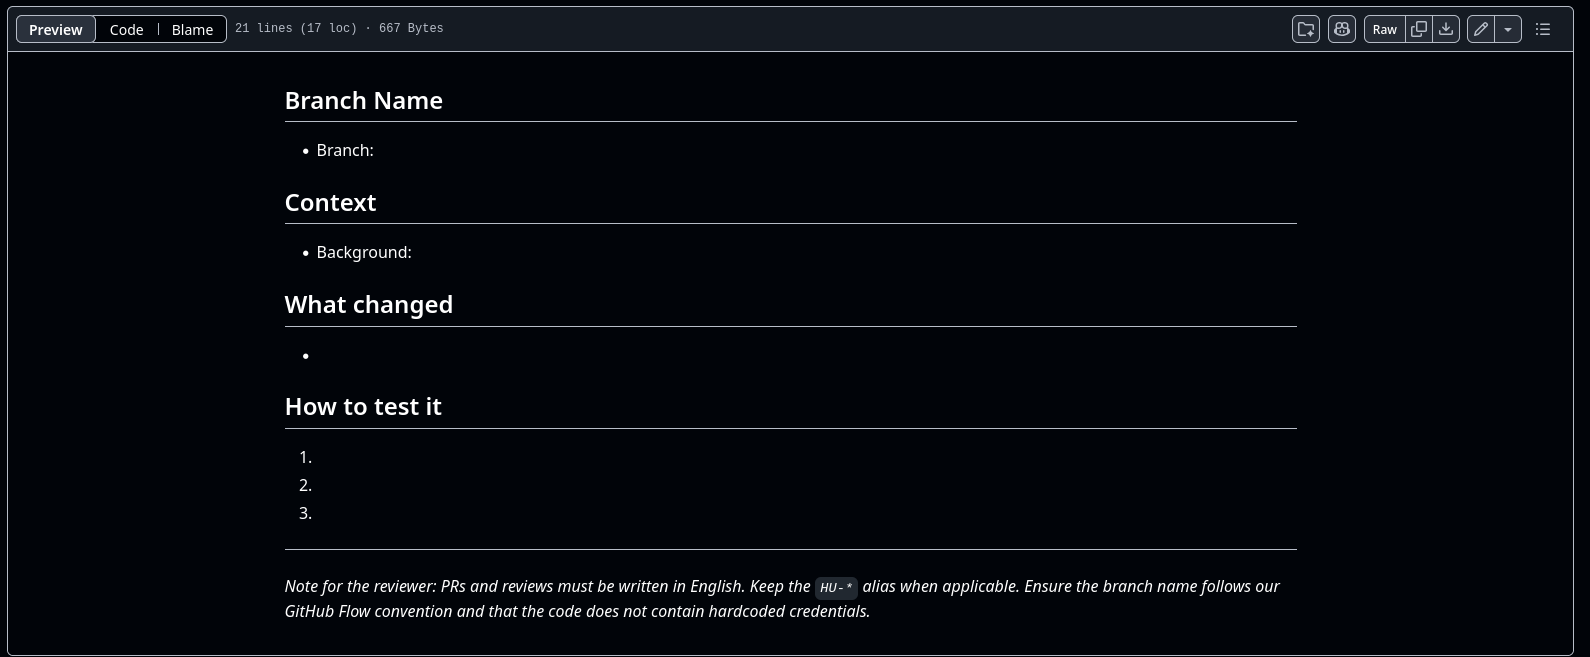 Preview Code Blame 21 lines (17 loc) · 667 Bytes Raw
Branch Name
• Branch:
Context
• Background:
What changed
•
How to test it
1.
2.
3.
Note for the reviewer: PRs and reviews must be written in English. Keep the HU-* alias when applicable. Ensure the branch name follows our
GitHub Flow convention and that the code does not contain hardcoded credentials.